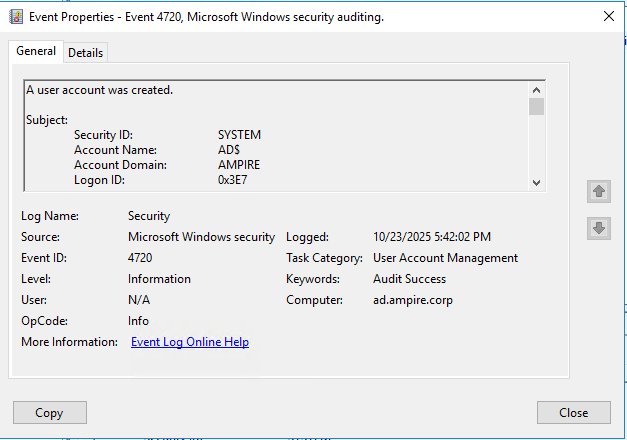 Event Properties - Event 4720, Microsoft Windows security auditing.
General Details
A user account was created.
Subject:
Security ID: SYSTEM
Account Name: AD$
Account Domain: AMPIRE
Logon ID: 0x3E7
Log Name: Security
Source: Microsoft Windows security Logged: 10/23/2025 5:42:02 PM
Event ID: 4720 Task Category: User Account Management
Level: Information Keywords: Audit Success
User: N/A Computer: ad.ampire.corp
OpCode: Info
More Information: Event Log Online Help
Copy Close